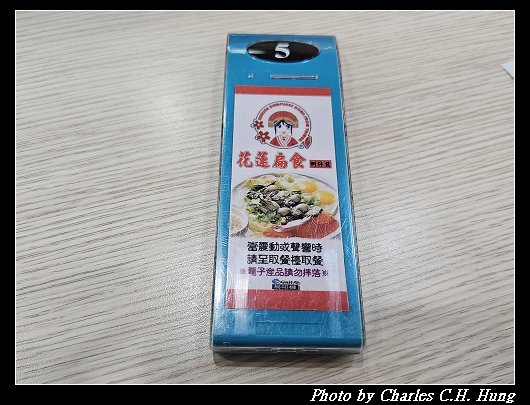 5
花蓮扁食
當震動或聲響時
請至取餐檯取餐
※電子產品請勿摔落※
Photo by Charles C.H. Hung